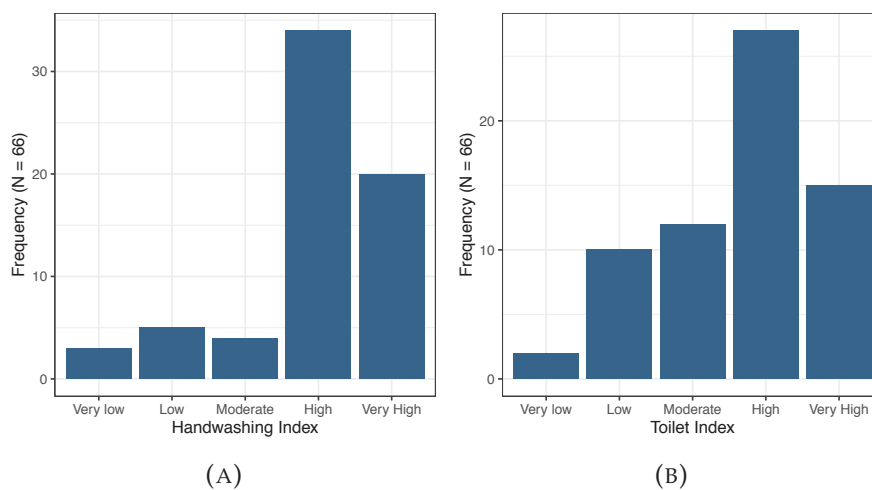 Frequency (N = 66)
30
20
10
0
Very low Low Moderate High Very High
Handwashing Index
(A)
Frequency (N = 66)
20
10
0
Very low Low Moderate High Very High
Toilet Index
(B)